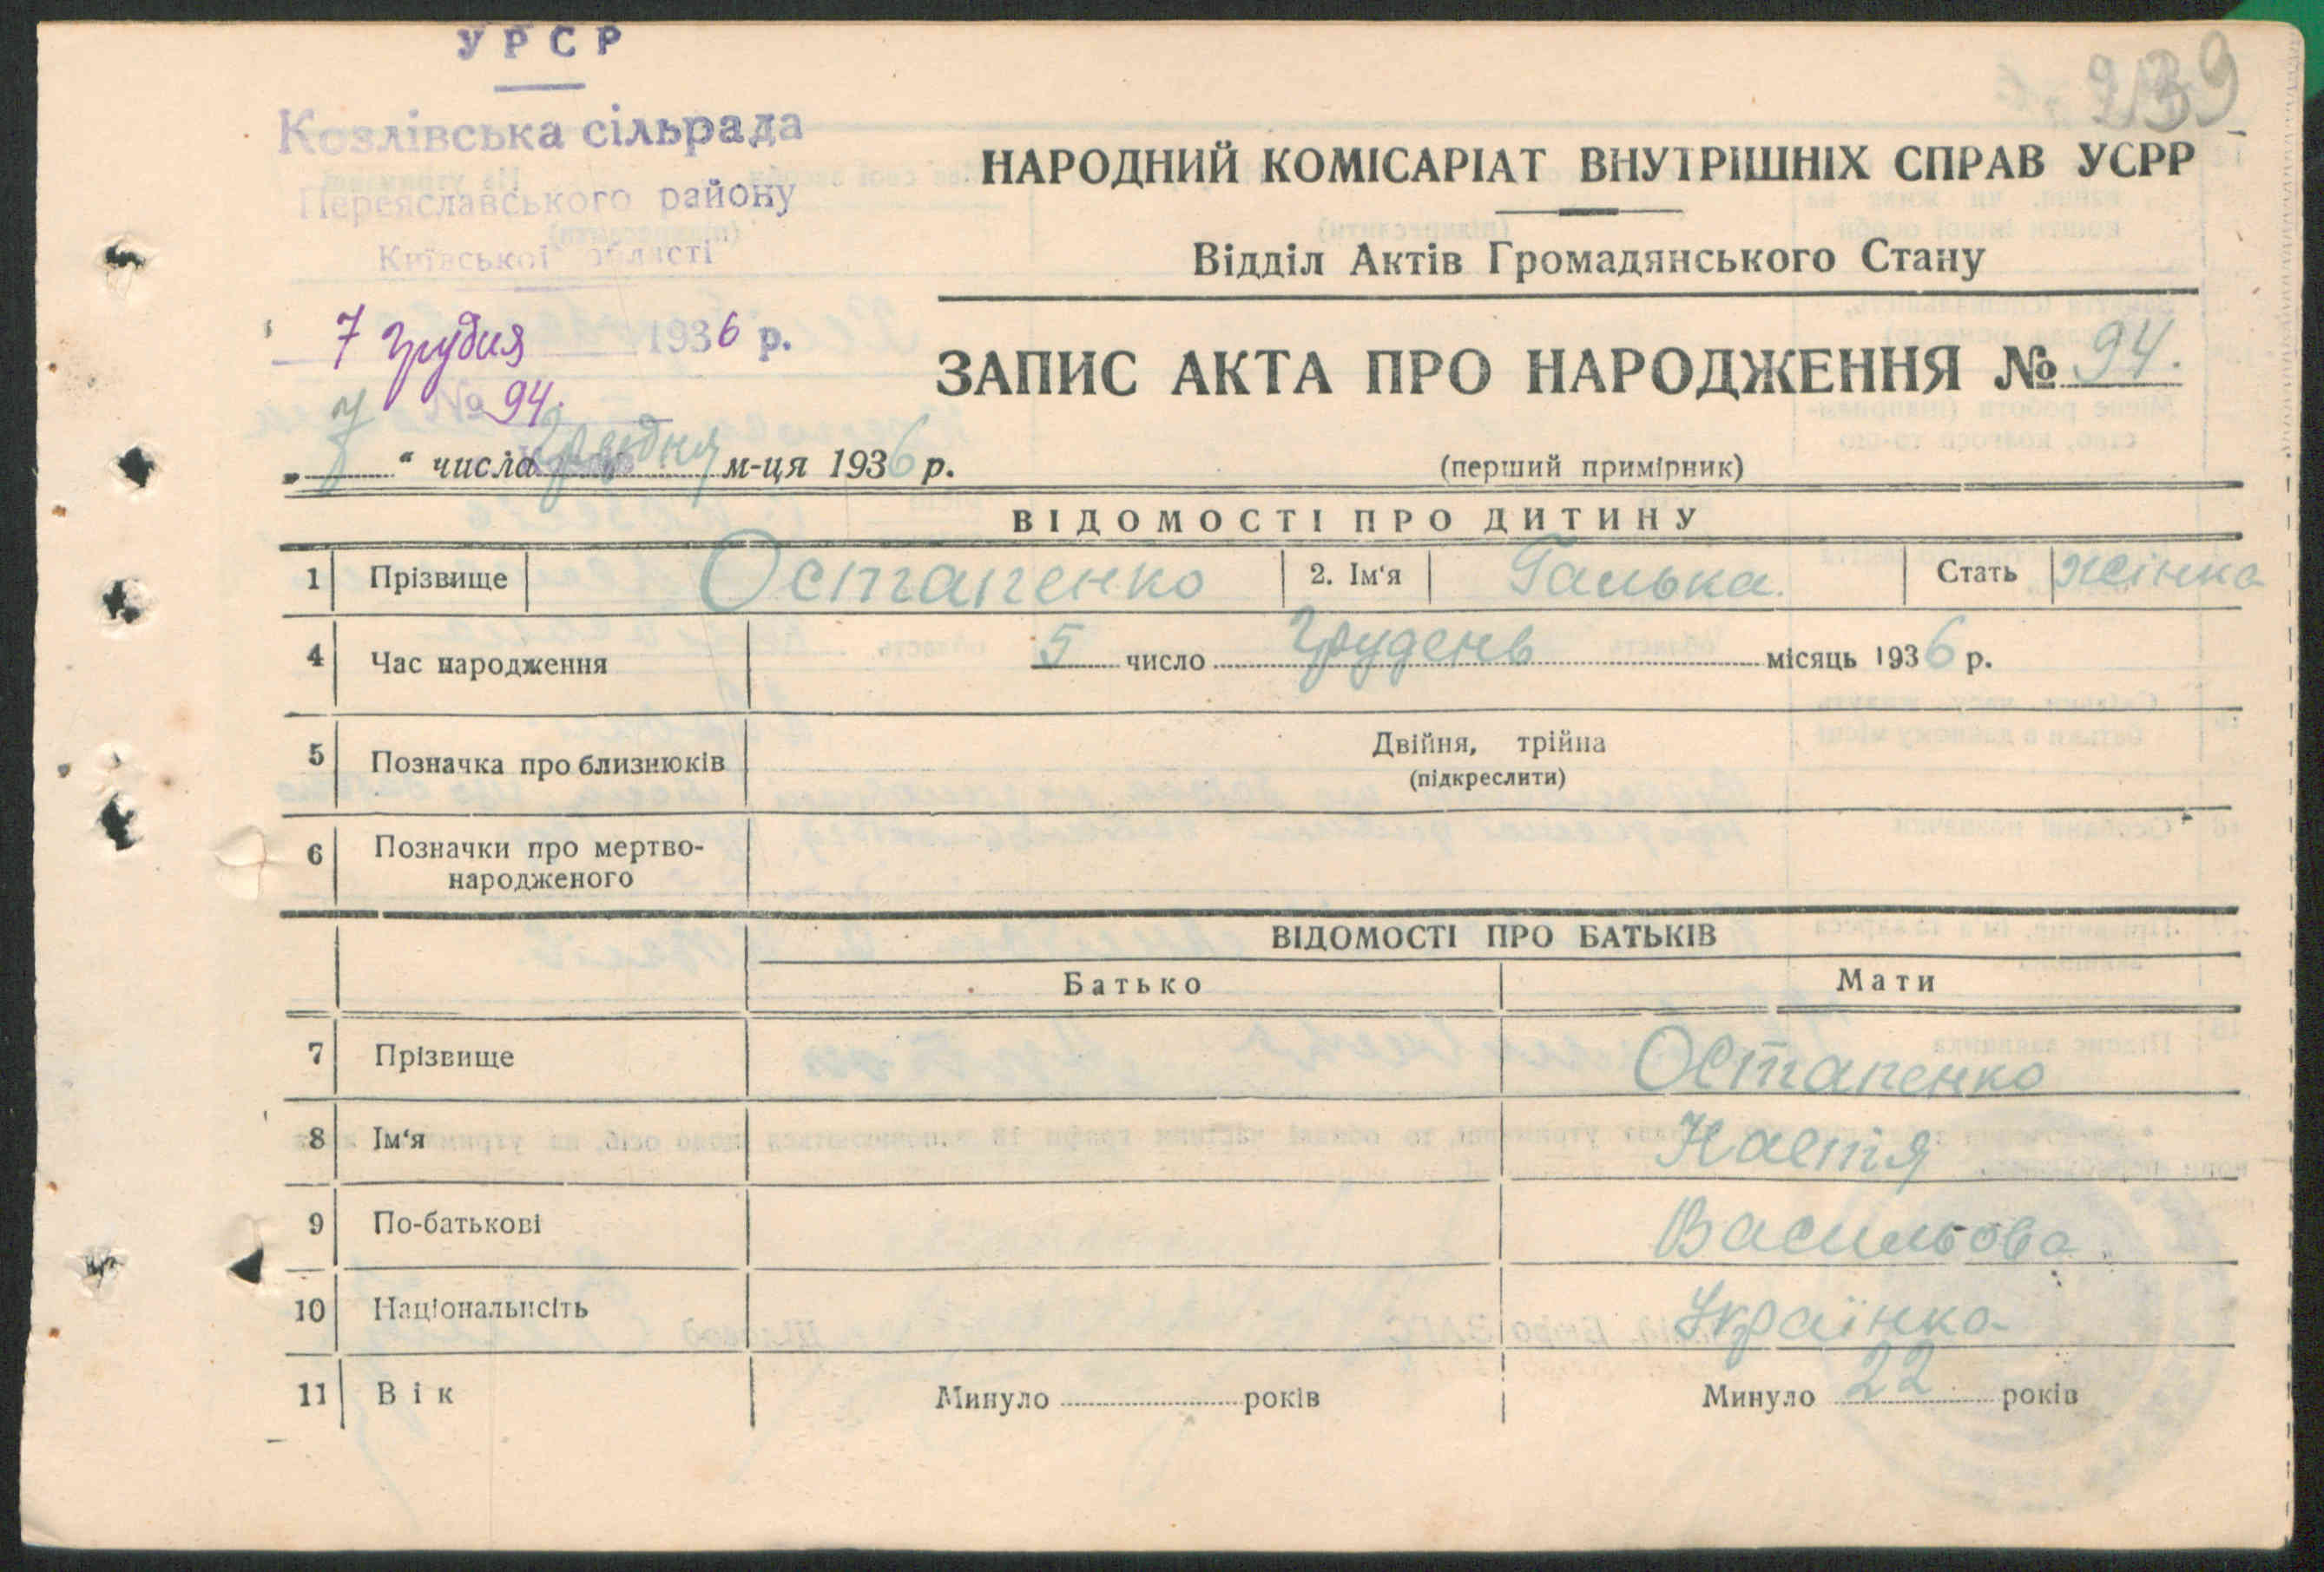 УРСР
Козлівська сільрада
Переяславського району
Київської області
7 Грудня 1936 р.
№ 94.
239
НАРОДНИЙ КОМІСАРІАТ ВНУТРІШНІХ СПРАВ УСРР
Відділ Актів Громадянського Стану
ЗАПИС АКТА ПРО НАРОДЖЕННЯ № 94.
„7“ числа Грудня м-ця 1936 р.
(перший примірник)
ВІДОМОСТІ ПРО ДИТИНУ
1 Прізвище Остапенко 2. Ім‘я Галька. Стать жінка
4 Час народження 5 число Грудень місяць 1936 р.
5 Позначка про близнюків Двійня, трійна
(підкреслити)
6 Позначки про мертво-
народженого
ВІДОМОСТІ ПРО БАТЬКІВ
Батько Мати
7 Прізвище Остапенко
8 Ім‘я Настя
9 По-батькові Васильова
10 Національнсіть Українка
11 Вік Минуло років Минуло 22 років